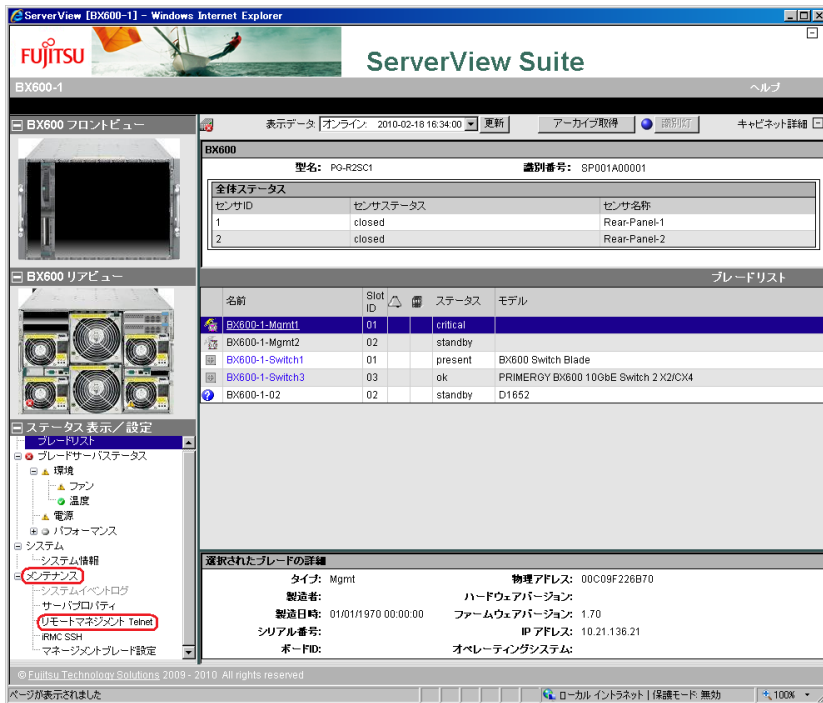 ServerView [BX600-1] - Windows Internet Explorer
FUJITSU
ServerView Suite
BX600-1 ヘルプ
BX600 フロントビュー
表示データ: オンライン: 2010-02-18 16:34:00 更新 アーカイブ取得 識別灯 キャビネット詳細
BX600
型名: PG-R2SC1 識別番号: SP001A00001
全体ステータス
センサID センサステータス センサ名称
1 closed Rear-Panel-1
2 closed Rear-Panel-2
BX600 リアビュー
ブレードリスト
名前 Slot ID ステータス モデル
BX600-1-Mgmt1 01 critical
BX600-1-Mgmt2 02 standby
BX600-1-Switch1 01 present BX600 Switch Blade
BX600-1-Switch3 03 ok PRIMERGY BX600 10GbE Switch 2 X2/CX4
BX600-1-02 02 standby D1652
ステータス表示／設定
ブレードリスト
ブレードサーバステータス
環境
ファン
温度
電源
パフォーマンス
システム
システム情報
メンテナンス
システムイベントログ
サーバプロパティ
リモートマネジメント Telnet
iRMC SSH
マネージメントブレード設定
選択されたブレードの詳細
タイプ: Mgmt 物理アドレス: 00C09F226B70
製造者: ハードウェアバージョン:
製造日時: 01/01/1970 00:00:00 ファームウェアバージョン: 1.70
シリアル番号: IP アドレス: 10.21.136.21
ボードID: オペレーティングシステム:
© Fujitsu Technology Solutions 2009 - 2010 All rights reserved
ページが表示されました ローカル イントラネット | 保護モード: 無効 100%